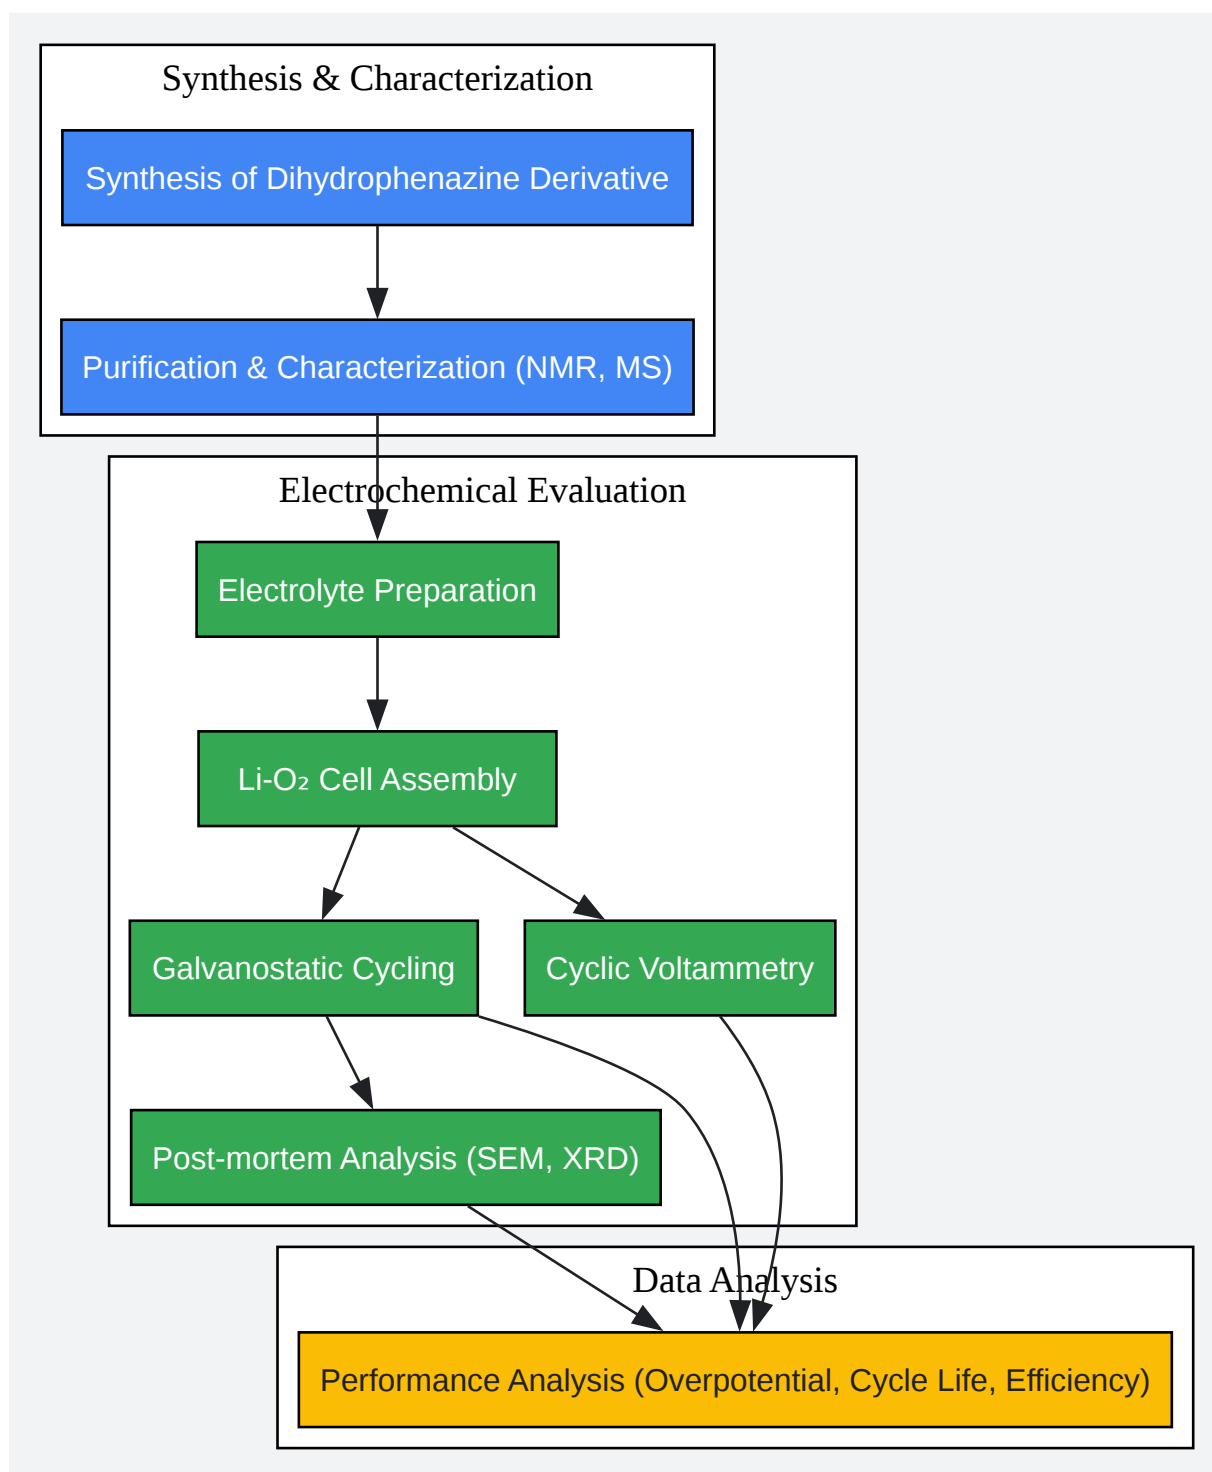 Synthesis & Characterization
Synthesis of Dihydrophenazine Derivative
Purification & Characterization (NMR, MS)
Electrochemical Evaluation
Electrolyte Preparation
Li-O₂ Cell Assembly
Galvanostatic Cycling
Cyclic Voltammetry
Post-mortem Analysis (SEM, XRD)
Data Analysis
Performance Analysis (Overpotential, Cycle Life, Efficiency)